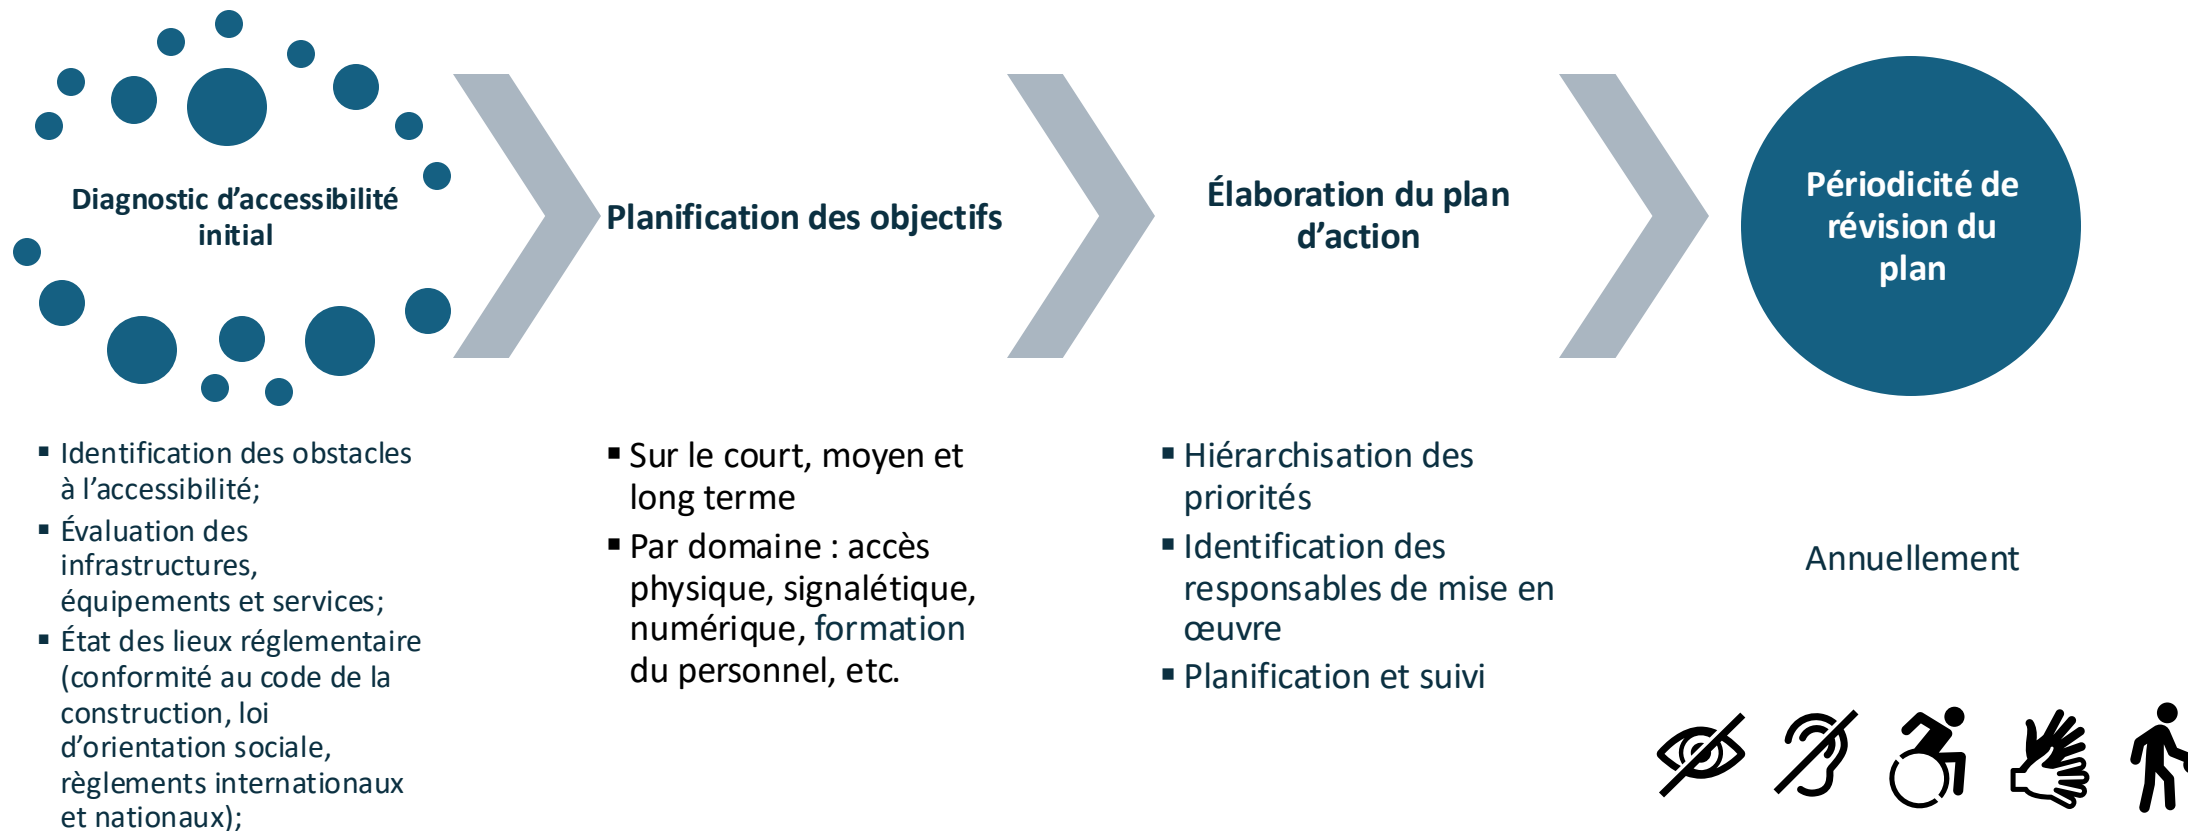 Diagnostic d’accessibilité
initial
Planification des objectifs
Élaboration du plan
d’action
Périodicité de
révision du
plan
▪ Identification des obstacles
à l’accessibilité;
▪ Évaluation des
infrastructures,
équipements et services;
▪ État des lieux réglementaire
(conformité au code de la
construction, loi
d’orientation sociale,
règlements internationaux
et nationaux);
▪ Sur le court, moyen et
long terme
▪ Par domaine : accès
physique, signalétique,
numérique, formation
du personnel, etc.
▪ Hiérarchisation des
priorités
▪ Identification des
responsables de mise en
œuvre
▪ Planification et suivi
Annuellement